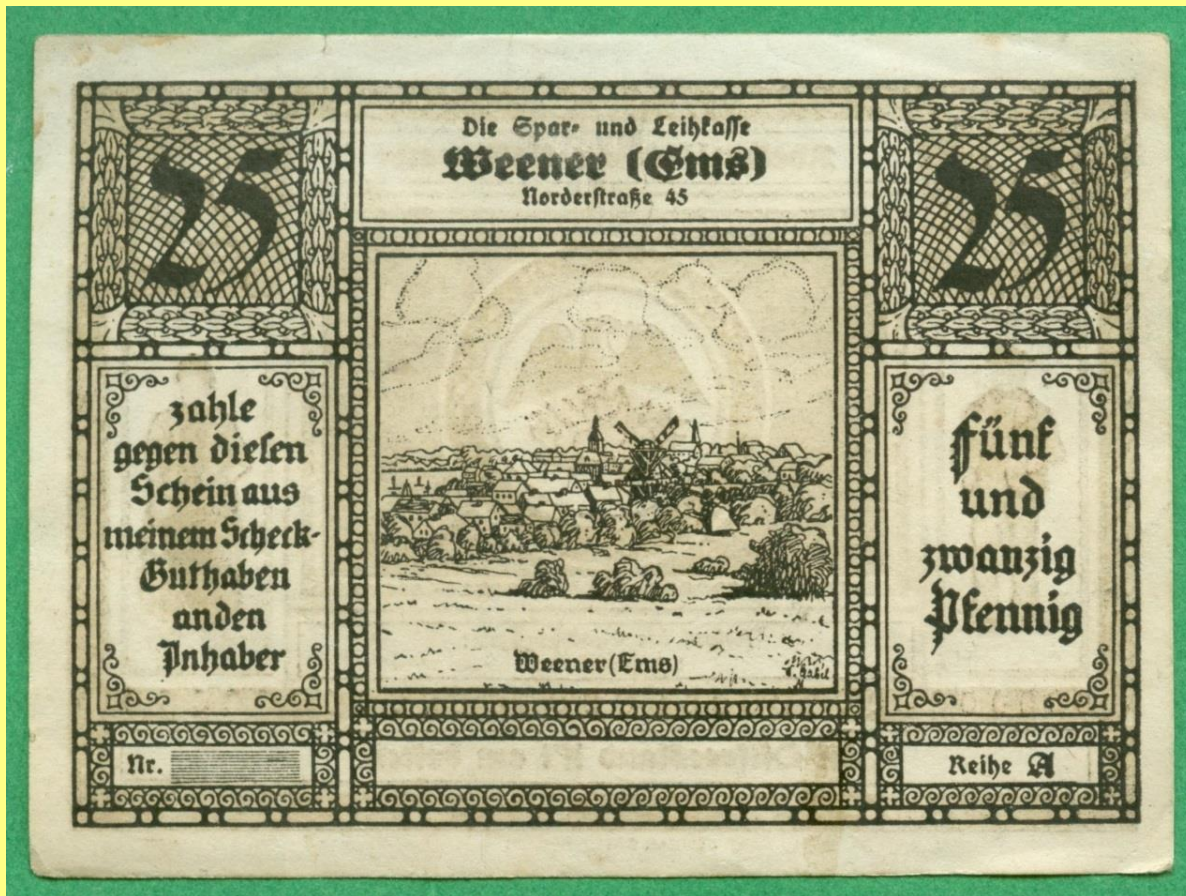 Die Spar- und Leihkasse
Weener (Ems)
Norderstraße 45
25
25
zahle
gegen diesen
Schein aus
meinem Scheck-
Guthaben
anden
Inhaber
fünf
und
zwanzig
Pfennig
Weener (Ems)
Nr.
Reihe A